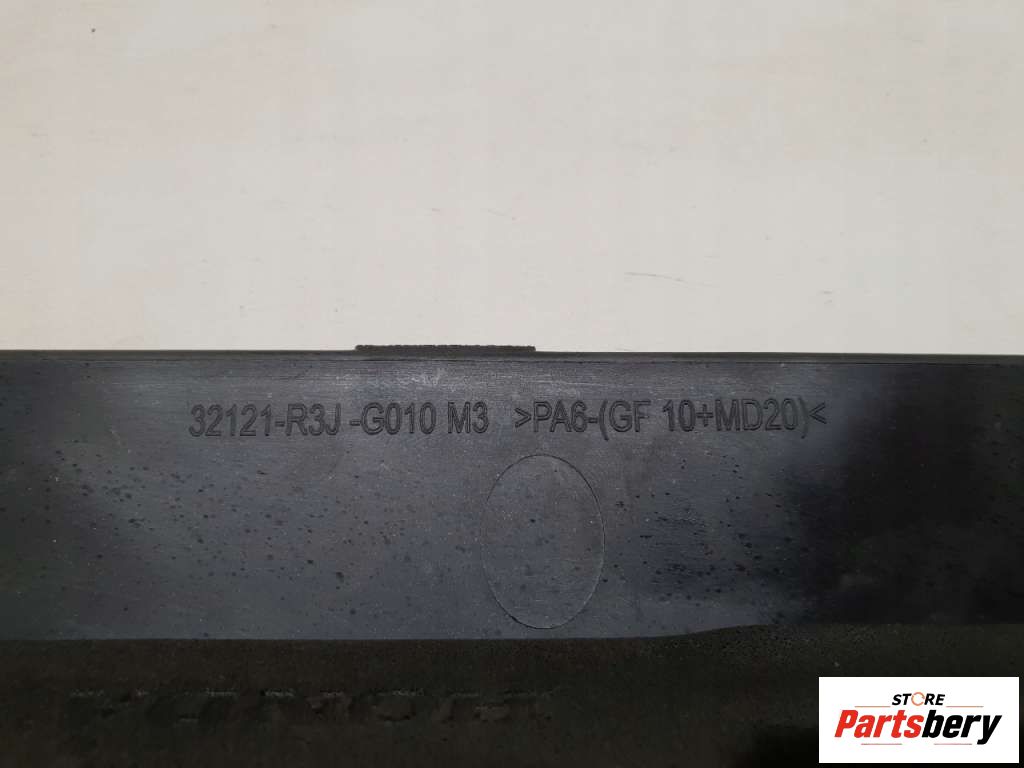 32121-R3J -G010 M3 >PA6-(GF 10+MD20)<
STORE
Partsbery